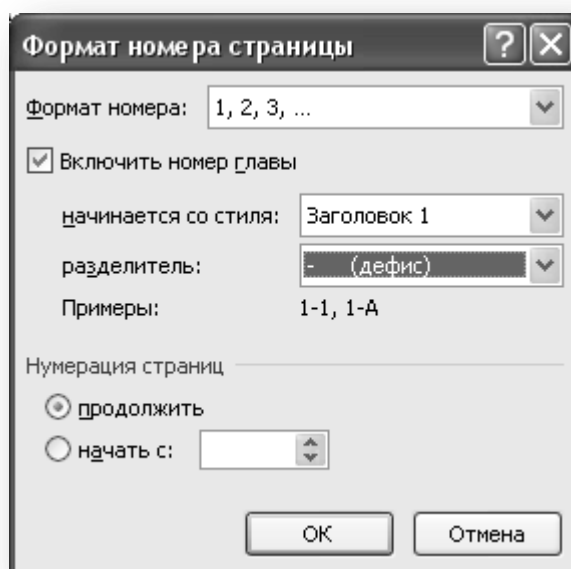 Формат номера страницы
Формат номера: 1, 2, 3, ...
Включить номер главы
начинается со стиля: Заголовок 1
разделитель: - (дефис)
Примеры: 1-1, 1-A
Нумерация страниц
продолжить
начать с:
ОК Отмена